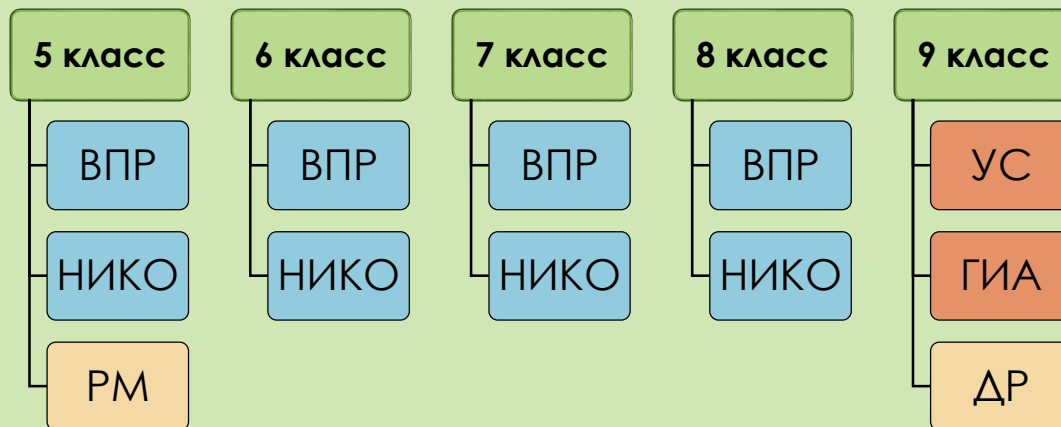 5 класс
ВПР
НИКО
РМ
6 класс
ВПР
НИКО
7 класс
ВПР
НИКО
8 класс
ВПР
НИКО
9 класс
УС
ГИА
ДР